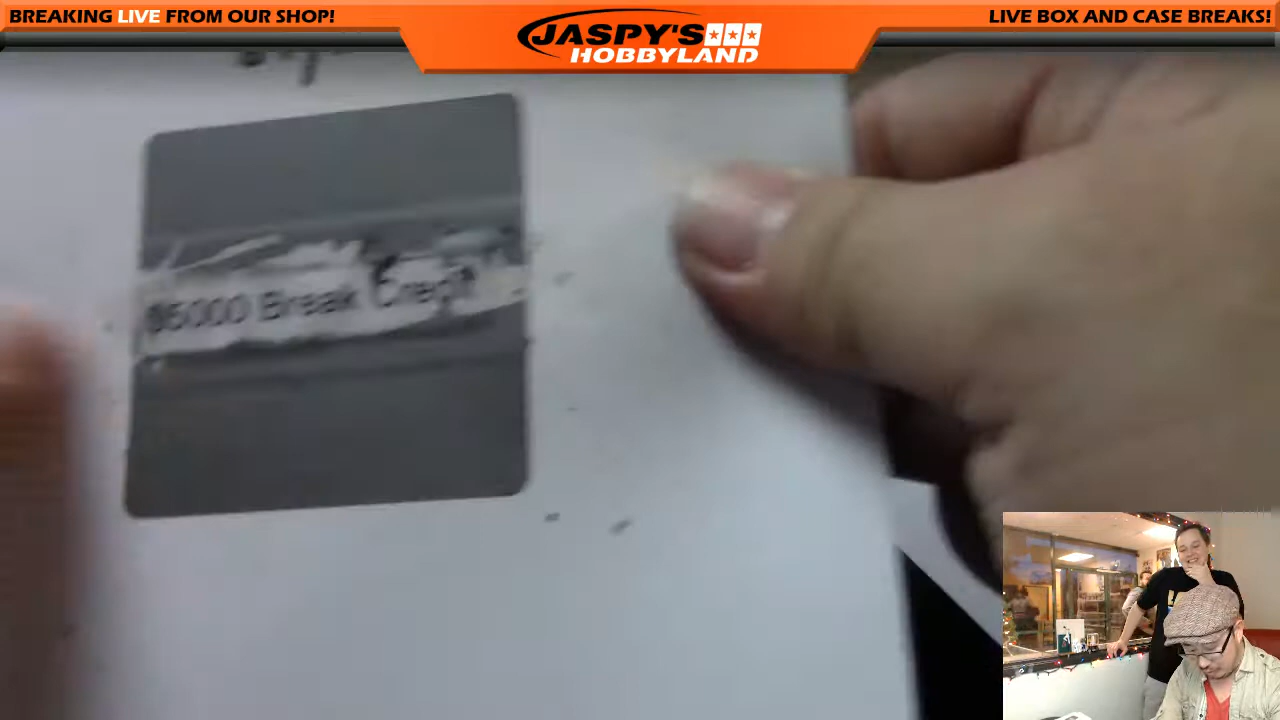 BREAKING LIVE FROM OUR SHOP!
JASPY'S
HOBBYLAND
LIVE BOX AND CASE BREAKS!
$5000 Break Credit